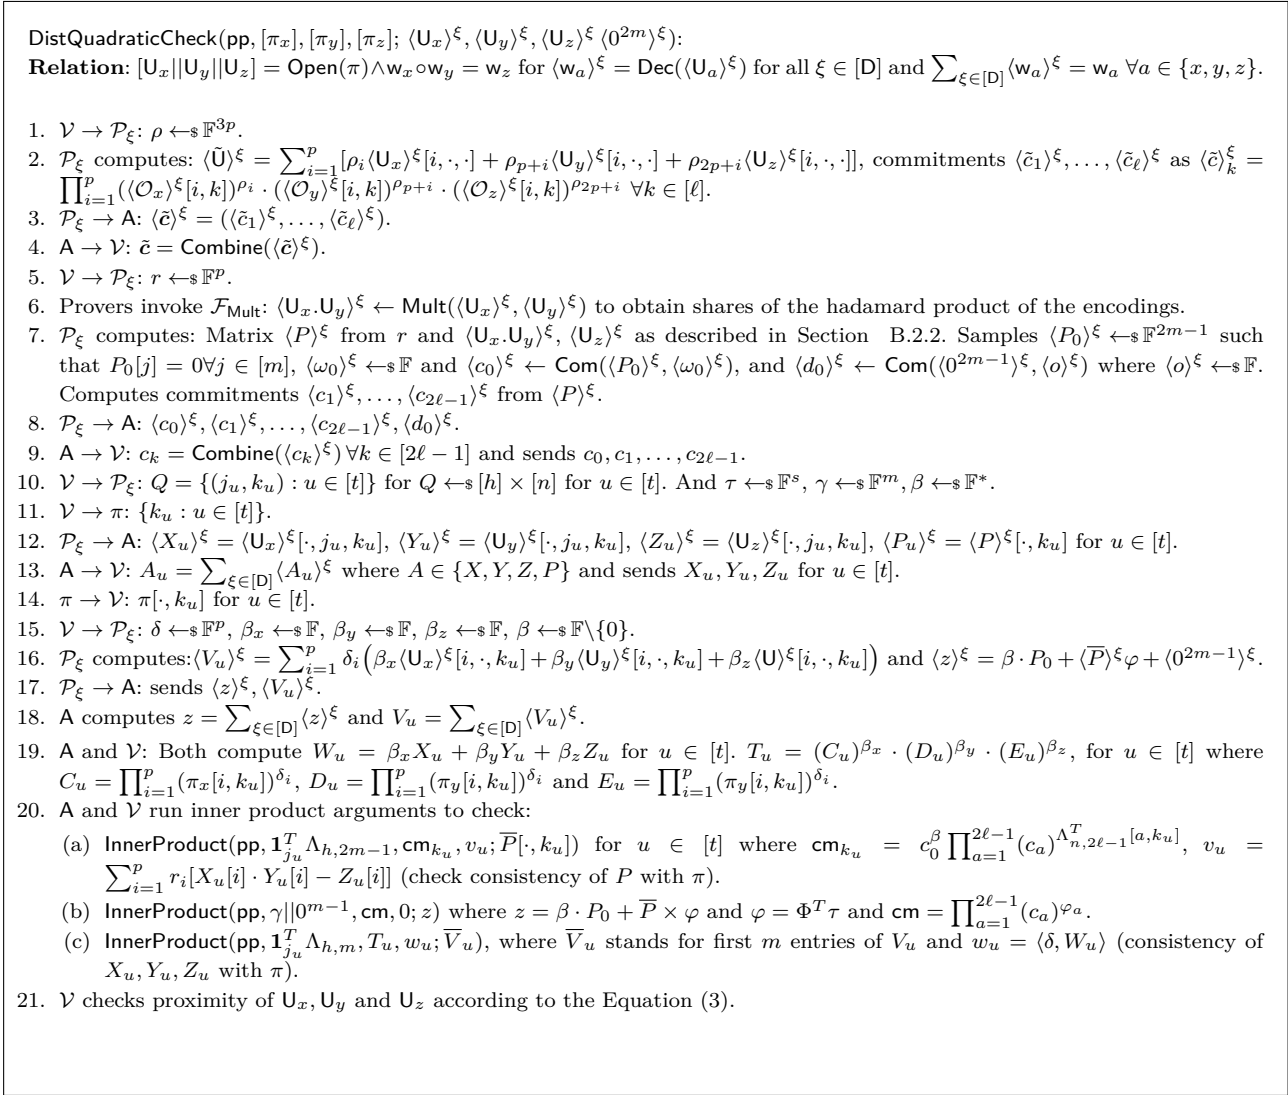 DistQuadraticCheck(pp, [π_x], [π_y], [π_z]; ⟨U_x⟩^ξ, ⟨U_y⟩^ξ, ⟨U_z⟩^ξ ⟨0^{2m}⟩^ξ):
Relation: [U_x||U_y||U_z] = Open(π)∧w_x∘w_y = w_z for ⟨w_a⟩^ξ = Dec(⟨U_a⟩^ξ) for all ξ ∈ [D] and ∑_{ξ∈[D]}⟨w_a⟩^ξ = w_a ∀a ∈ {x, y, z}.
1. 𝒱 → 𝒫_ξ: ρ ←$ 𝔽^{3p}.
2. 𝒫_ξ computes: ⟨Ũ⟩^ξ = ∑_{i=1}^p [ρ_i⟨U_x⟩^ξ[i, ·, ·] + ρ_{p+i}⟨U_y⟩^ξ[i, ·, ·] + ρ_{2p+i}⟨U_z⟩^ξ[i, ·, ·]], commitments ⟨c̃_1⟩^ξ, . . . , ⟨c̃_ℓ⟩^ξ as ⟨c̃⟩_k^ξ =
∏_{i=1}^p (⟨𝒪_x⟩^ξ[i, k])^{ρ_i} · (⟨𝒪_y⟩^ξ[i, k])^{ρ_{p+i}} · (⟨𝒪_z⟩^ξ[i, k])^{ρ_{2p+i}} ∀k ∈ [ℓ].
3. 𝒫_ξ → A: ⟨c̃⟩^ξ = (⟨c̃_1⟩^ξ, . . . , ⟨c̃_ℓ⟩^ξ).
4. A → 𝒱: c̃ = Combine(⟨c̃⟩^ξ).
5. 𝒱 → 𝒫_ξ: r ←$ 𝔽^p.
6. Provers invoke ℱ_Mult: ⟨U_x.U_y⟩^ξ ← Mult(⟨U_x⟩^ξ, ⟨U_y⟩^ξ) to obtain shares of the hadamard product of the encodings.
7. 𝒫_ξ computes: Matrix ⟨P⟩^ξ from r and ⟨U_x.U_y⟩^ξ, ⟨U_z⟩^ξ as described in Section B.2.2. Samples ⟨P_0⟩^ξ ←$ 𝔽^{2m−1} such
that P_0[j] = 0∀j ∈ [m], ⟨ω_0⟩^ξ ←$ 𝔽 and ⟨c_0⟩^ξ ← Com(⟨P_0⟩^ξ, ⟨ω_0⟩^ξ), and ⟨d_0⟩^ξ ← Com(⟨0^{2m−1}⟩^ξ, ⟨o⟩^ξ) where ⟨o⟩^ξ ←$ 𝔽.
Computes commitments ⟨c_1⟩^ξ, . . . , ⟨c_{2ℓ−1}⟩^ξ from ⟨P⟩^ξ.
8. 𝒫_ξ → A: ⟨c_0⟩^ξ, ⟨c_1⟩^ξ, . . . , ⟨c_{2ℓ−1}⟩^ξ, ⟨d_0⟩^ξ.
9. A → 𝒱: c_k = Combine(⟨c_k⟩^ξ) ∀k ∈ [2ℓ − 1] and sends c_0, c_1, . . . , c_{2ℓ−1}.
10. 𝒱 → 𝒫_ξ: Q = {(j_u, k_u) : u ∈ [t]} for Q ←$ [h] × [n] for u ∈ [t]. And τ ←$ 𝔽^s, γ ←$ 𝔽^m, β ←$ 𝔽^*.
11. 𝒱 → π: {k_u : u ∈ [t]}.
12. 𝒫_ξ → A: ⟨X_u⟩^ξ = ⟨U_x⟩^ξ[·, j_u, k_u], ⟨Y_u⟩^ξ = ⟨U_y⟩^ξ[·, j_u, k_u], ⟨Z_u⟩^ξ = ⟨U_z⟩^ξ[·, j_u, k_u], ⟨P_u⟩^ξ = ⟨P⟩^ξ[·, k_u] for u ∈ [t].
13. A → 𝒱: A_u = ∑_{ξ∈[D]}⟨A_u⟩^ξ where A ∈ {X, Y, Z, P} and sends X_u, Y_u, Z_u for u ∈ [t].
14. π → 𝒱: π[·, k_u] for u ∈ [t].
15. 𝒱 → 𝒫_ξ: δ ←$ 𝔽^p, β_x ←$ 𝔽, β_y ←$ 𝔽, β_z ←$ 𝔽, β ←$ 𝔽\{0}.
16. 𝒫_ξ computes:⟨V_u⟩^ξ = ∑_{i=1}^p δ_i(β_x⟨U_x⟩^ξ[i, ·, k_u] + β_y⟨U_y⟩^ξ[i, ·, k_u] + β_z⟨U⟩^ξ[i, ·, k_u]) and ⟨z⟩^ξ = β · P_0 + ⟨P̅⟩^ξφ + ⟨0^{2m−1}⟩^ξ.
17. 𝒫_ξ → A: sends ⟨z⟩^ξ, ⟨V_u⟩^ξ.
18. A computes z = ∑_{ξ∈[D]}⟨z⟩^ξ and V_u = ∑_{ξ∈[D]}⟨V_u⟩^ξ.
19. A and 𝒱: Both compute W_u = β_xX_u + β_yY_u + β_zZ_u for u ∈ [t]. T_u = (C_u)^{β_x} · (D_u)^{β_y} · (E_u)^{β_z}, for u ∈ [t] where
C_u = ∏_{i=1}^p (π_x[i, k_u])^{δ_i}, D_u = ∏_{i=1}^p (π_y[i, k_u])^{δ_i} and E_u = ∏_{i=1}^p (π_y[i, k_u])^{δ_i}.
20. A and 𝒱 run inner product arguments to check:
(a) InnerProduct(pp, 1_{j_u}^T Λ_{h,2m−1}, cm_{k_u}, v_u; P̅[·, k_u]) for u ∈ [t] where cm_{k_u} = c_0^β ∏_{a=1}^{2ℓ−1} (c_a)^{Λ_{n,2ℓ−1}^T[a,k_u]}, v_u =
∑_{i=1}^p r_i[X_u[i] · Y_u[i] − Z_u[i]] (check consistency of P with π).
(b) InnerProduct(pp, γ||0^{m−1}, cm, 0; z) where z = β · P_0 + P̅ × φ and φ = Φ^Tτ and cm = ∏_{a=1}^{2ℓ−1} (c_a)^{φ_a}.
(c) InnerProduct(pp, 1_{j_u}^T Λ_{h,m}, T_u, w_u; V̅_u), where V̅_u stands for first m entries of V_u and w_u = ⟨δ, W_u⟩ (consistency of
X_u, Y_u, Z_u with π).
21. 𝒱 checks proximity of U_x, U_y and U_z according to the Equation (3).